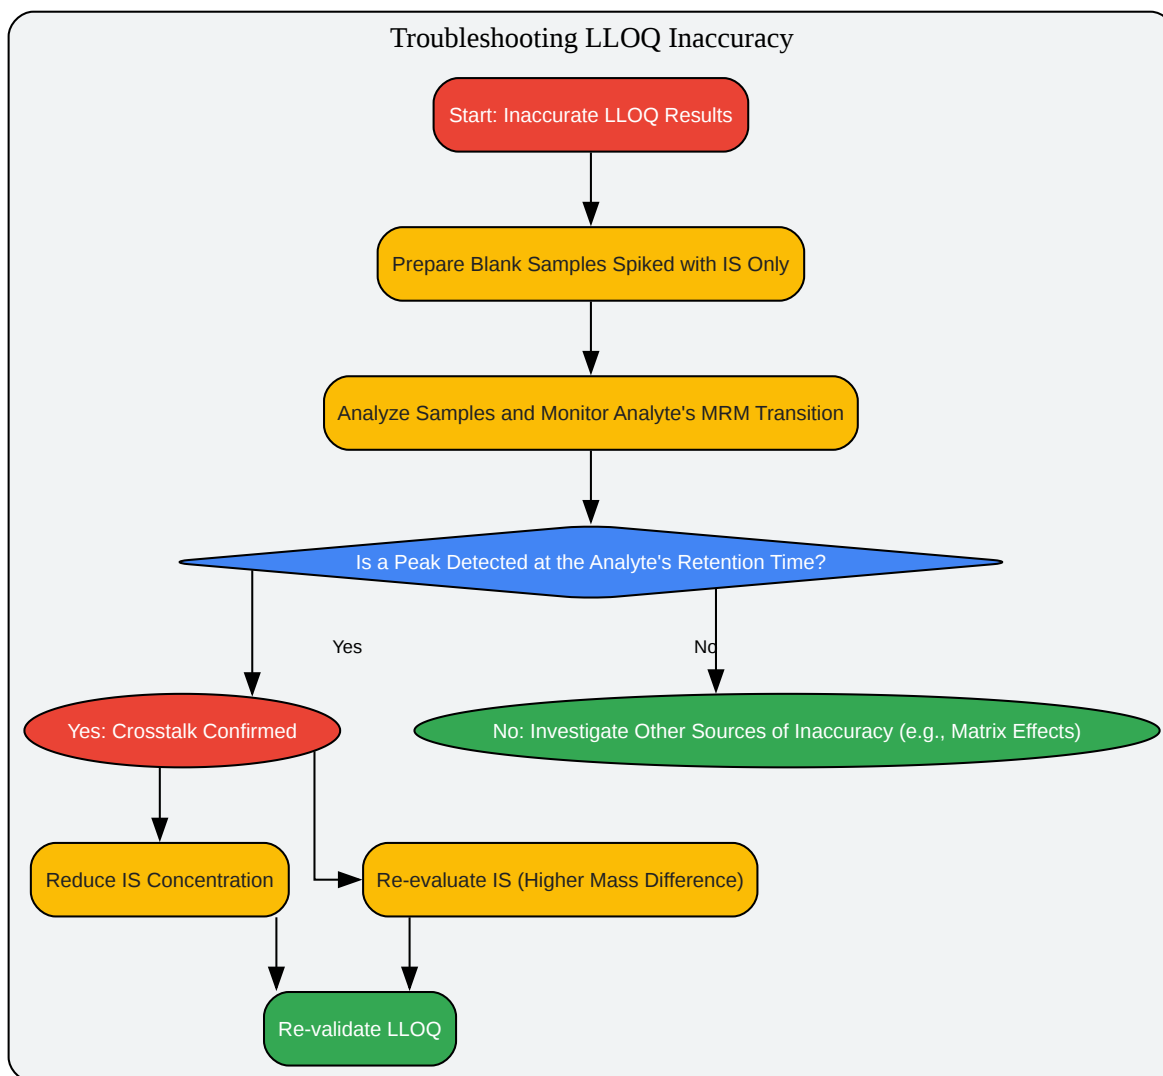 Troubleshooting LLOQ Inaccuracy
Start: Inaccurate LLOQ Results
Prepare Blank Samples Spiked with IS Only
Analyze Samples and Monitor Analyte's MRM Transition
Is a Peak Detected at the Analyte's Retention Time?
Yes
No
Yes: Crosstalk Confirmed
No: Investigate Other Sources of Inaccuracy (e.g., Matrix Effects)
Reduce IS Concentration
Re-evaluate IS (Higher Mass Difference)
Re-validate LLOQ